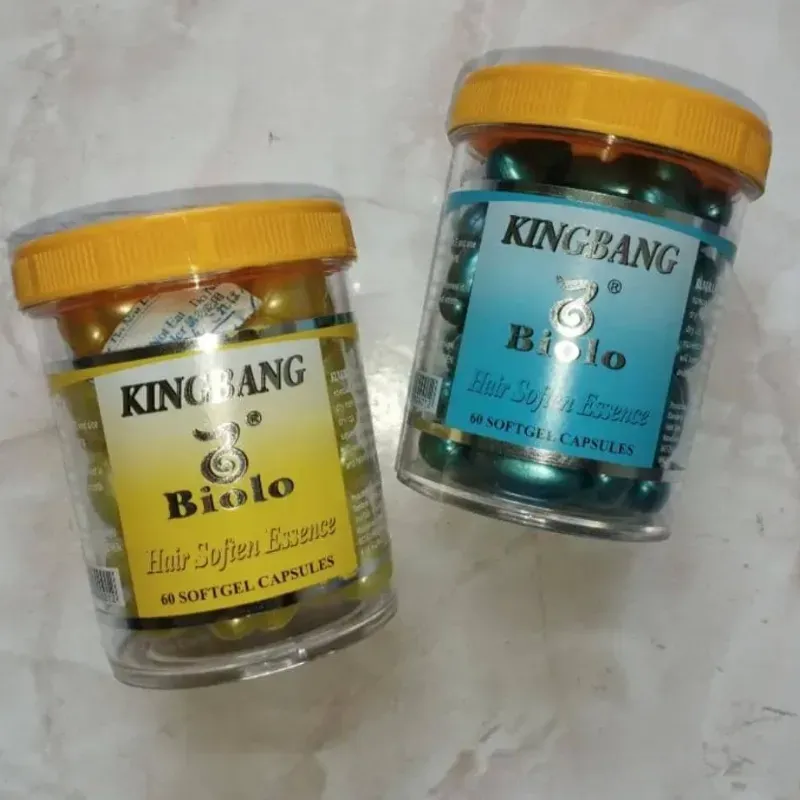 KINGBANG
®
Biolo
Hair Soften Essence
60 SOFTGEL CAPSULES
KINGBANG
®
Biolo
Hair Soften Essence
60 SOFTGEL CAPSULES